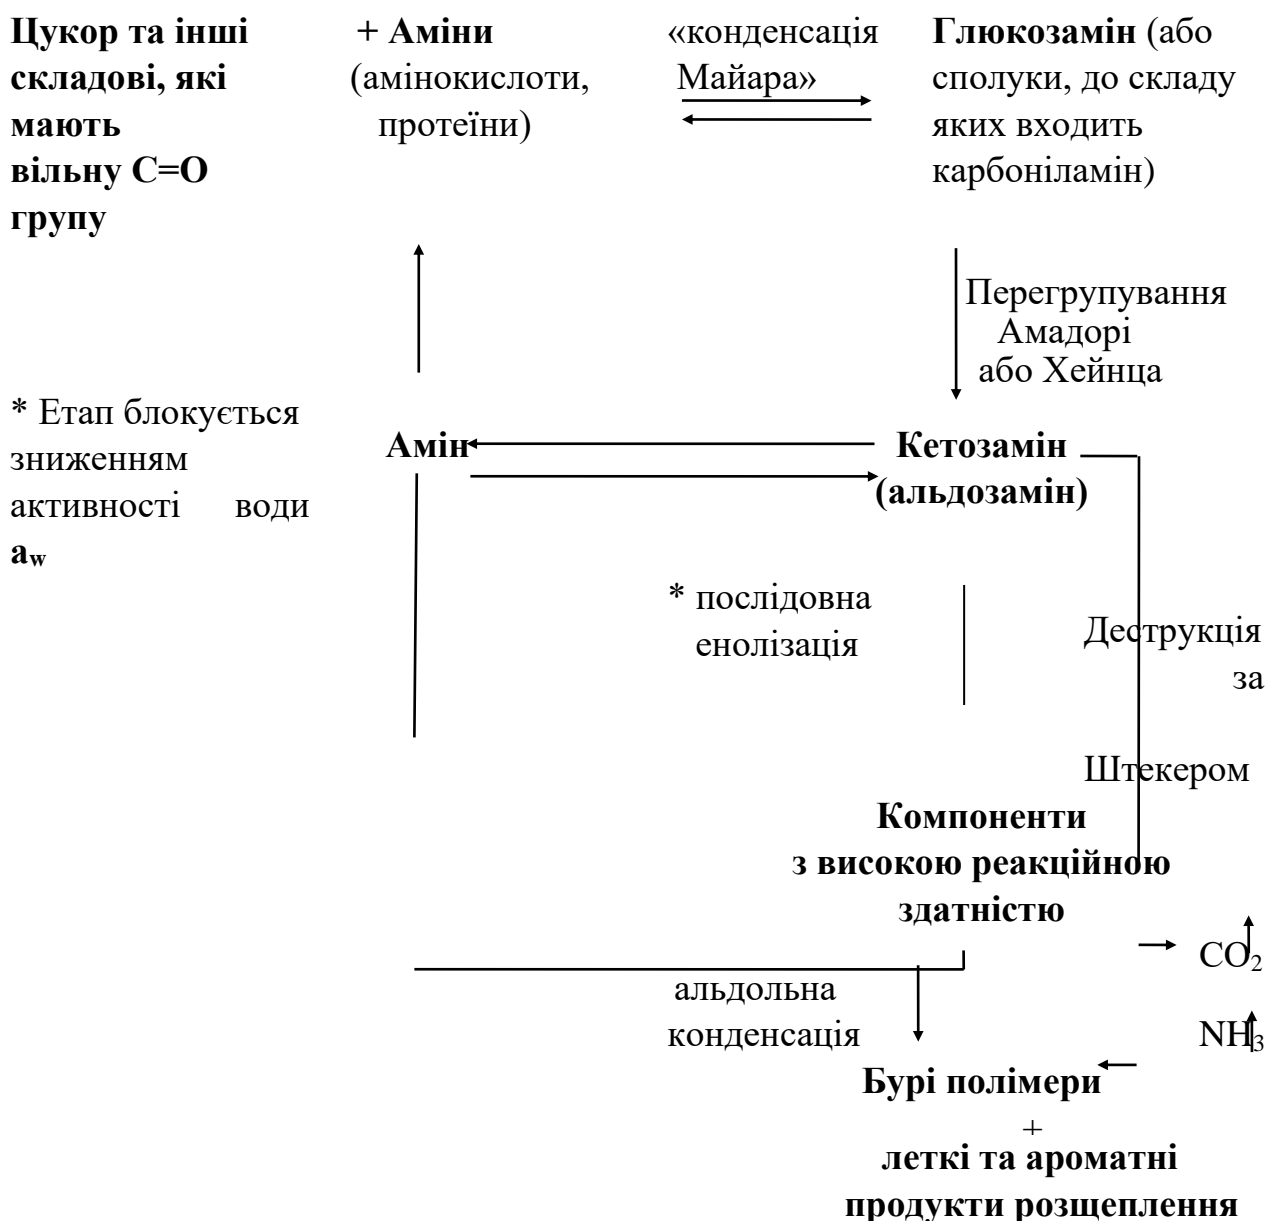 Цукор та інші
складові, які
мають
вільну C=O
групу
+ Аміни
(амінокислоти,
протеїни)
«конденсація
Майара»
Глюкозамін (або
сполуки, до складу
яких входить
карбоніламін)
Перегрупування
Амадорі
або Хейнца
* Етап блокується
зниженням
активності води
aw
Амін
Кетозамін
(альдозамін)
* послідовна
енолізація
Деструкція
за
Штекером
Компоненти
з високою реакційною
здатністю
CO2
альдольна
конденсація
NH3
Бурі полімери
+
леткі та ароматні
продукти розщеплення